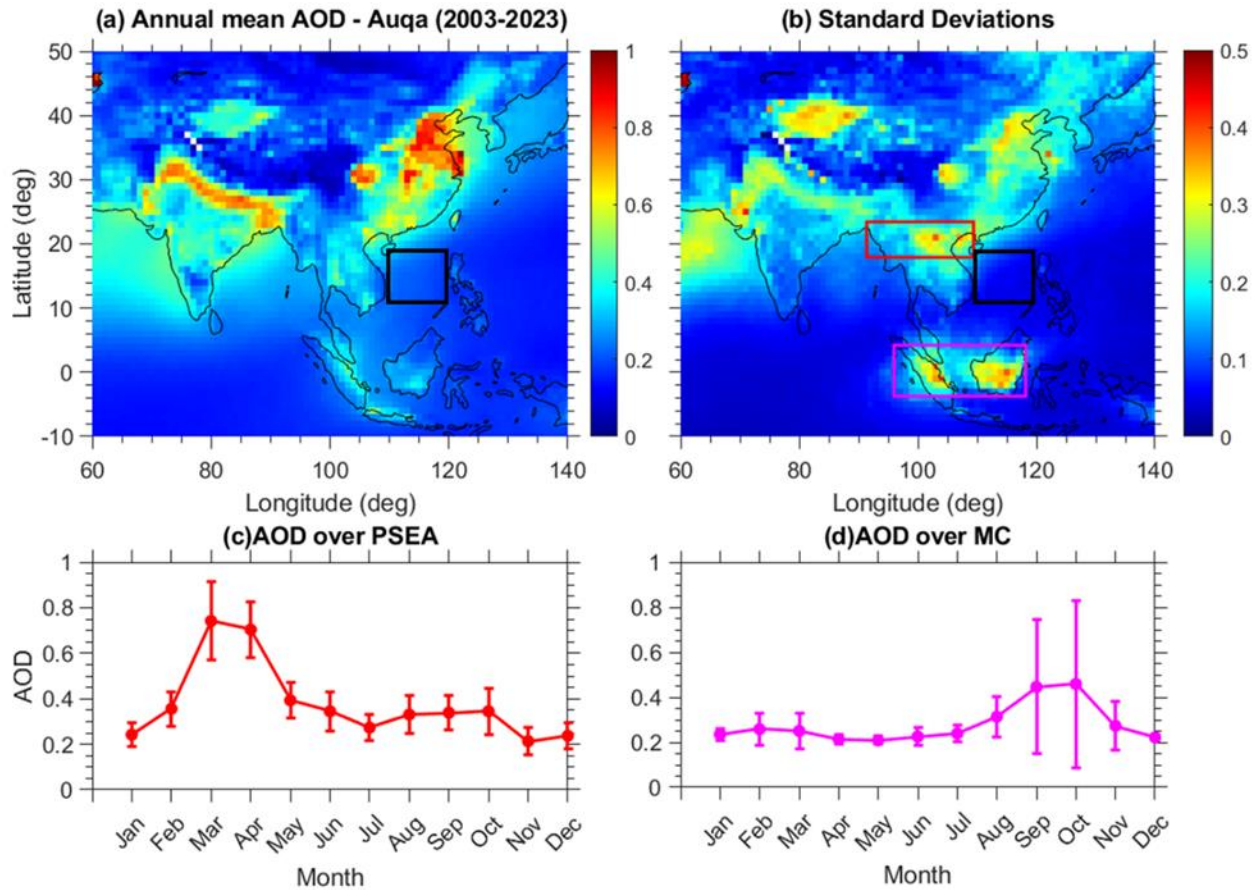 (a) Annual mean AOD - Auqa (2003-2023)
(b) Standard Deviations
50
40
30
20
10
0
-10
Latitude (deg)
60
80
100
120
140
Longitude (deg)
1
0.8
0.6
0.4
0.2
0
50
40
30
20
10
0
-10
60
80
100
120
140
Longitude (deg)
0.5
0.4
0.3
0.2
0.1
0
(c)AOD over PSEA
1
0.8
0.6
0.4
0.2
0
AOD
Jan
Feb
Mar
Apr
May
Jun
Jul
Aug
Sep
Oct
Nov
Dec
Month
(d)AOD over MC
1
0.8
0.6
0.4
0.2
0
Jan
Feb
Mar
Apr
May
Jun
Jul
Aug
Sep
Oct
Nov
Dec
Month